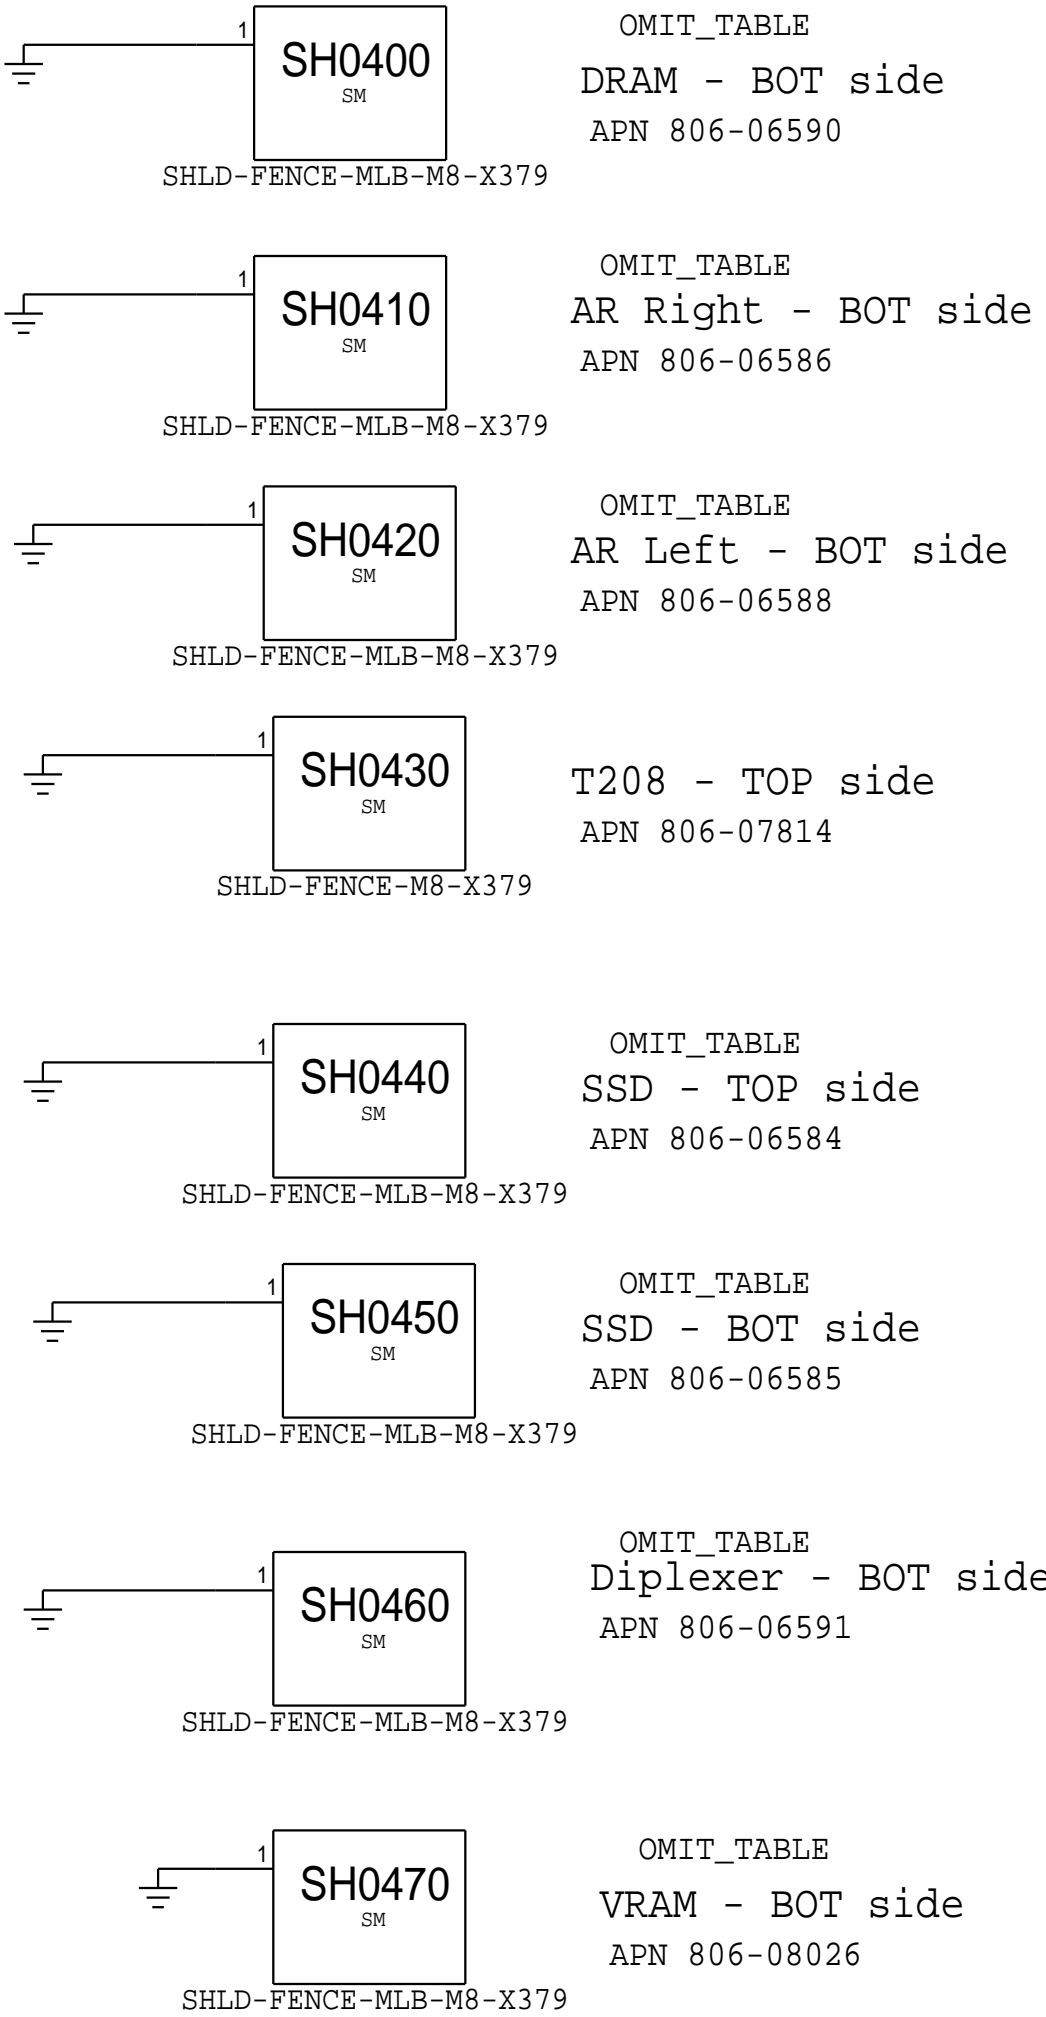 OMIT_TABLE
1
SH0400
SM
DRAM - BOT side
APN 806-06590
SHLD-FENCE-MLB-M8-X379
OMIT_TABLE
1
SH0410
SM
AR Right - BOT side
APN 806-06586
SHLD-FENCE-MLB-M8-X379
OMIT_TABLE
1
SH0420
SM
AR Left - BOT side
APN 806-06588
SHLD-FENCE-MLB-M8-X379
1
SH0430
SM
T208 - TOP side
APN 806-07814
SHLD-FENCE-M8-X379
OMIT_TABLE
1
SH0440
SM
SSD - TOP side
APN 806-06584
SHLD-FENCE-MLB-M8-X379
OMIT_TABLE
1
SH0450
SM
SSD - BOT side
APN 806-06585
SHLD-FENCE-MLB-M8-X379
OMIT_TABLE
1
SH0460
SM
Diplexer - BOT side
APN 806-06591
SHLD-FENCE-MLB-M8-X379
OMIT_TABLE
1
SH0470
SM
VRAM - BOT side
APN 806-08026
SHLD-FENCE-MLB-M8-X379